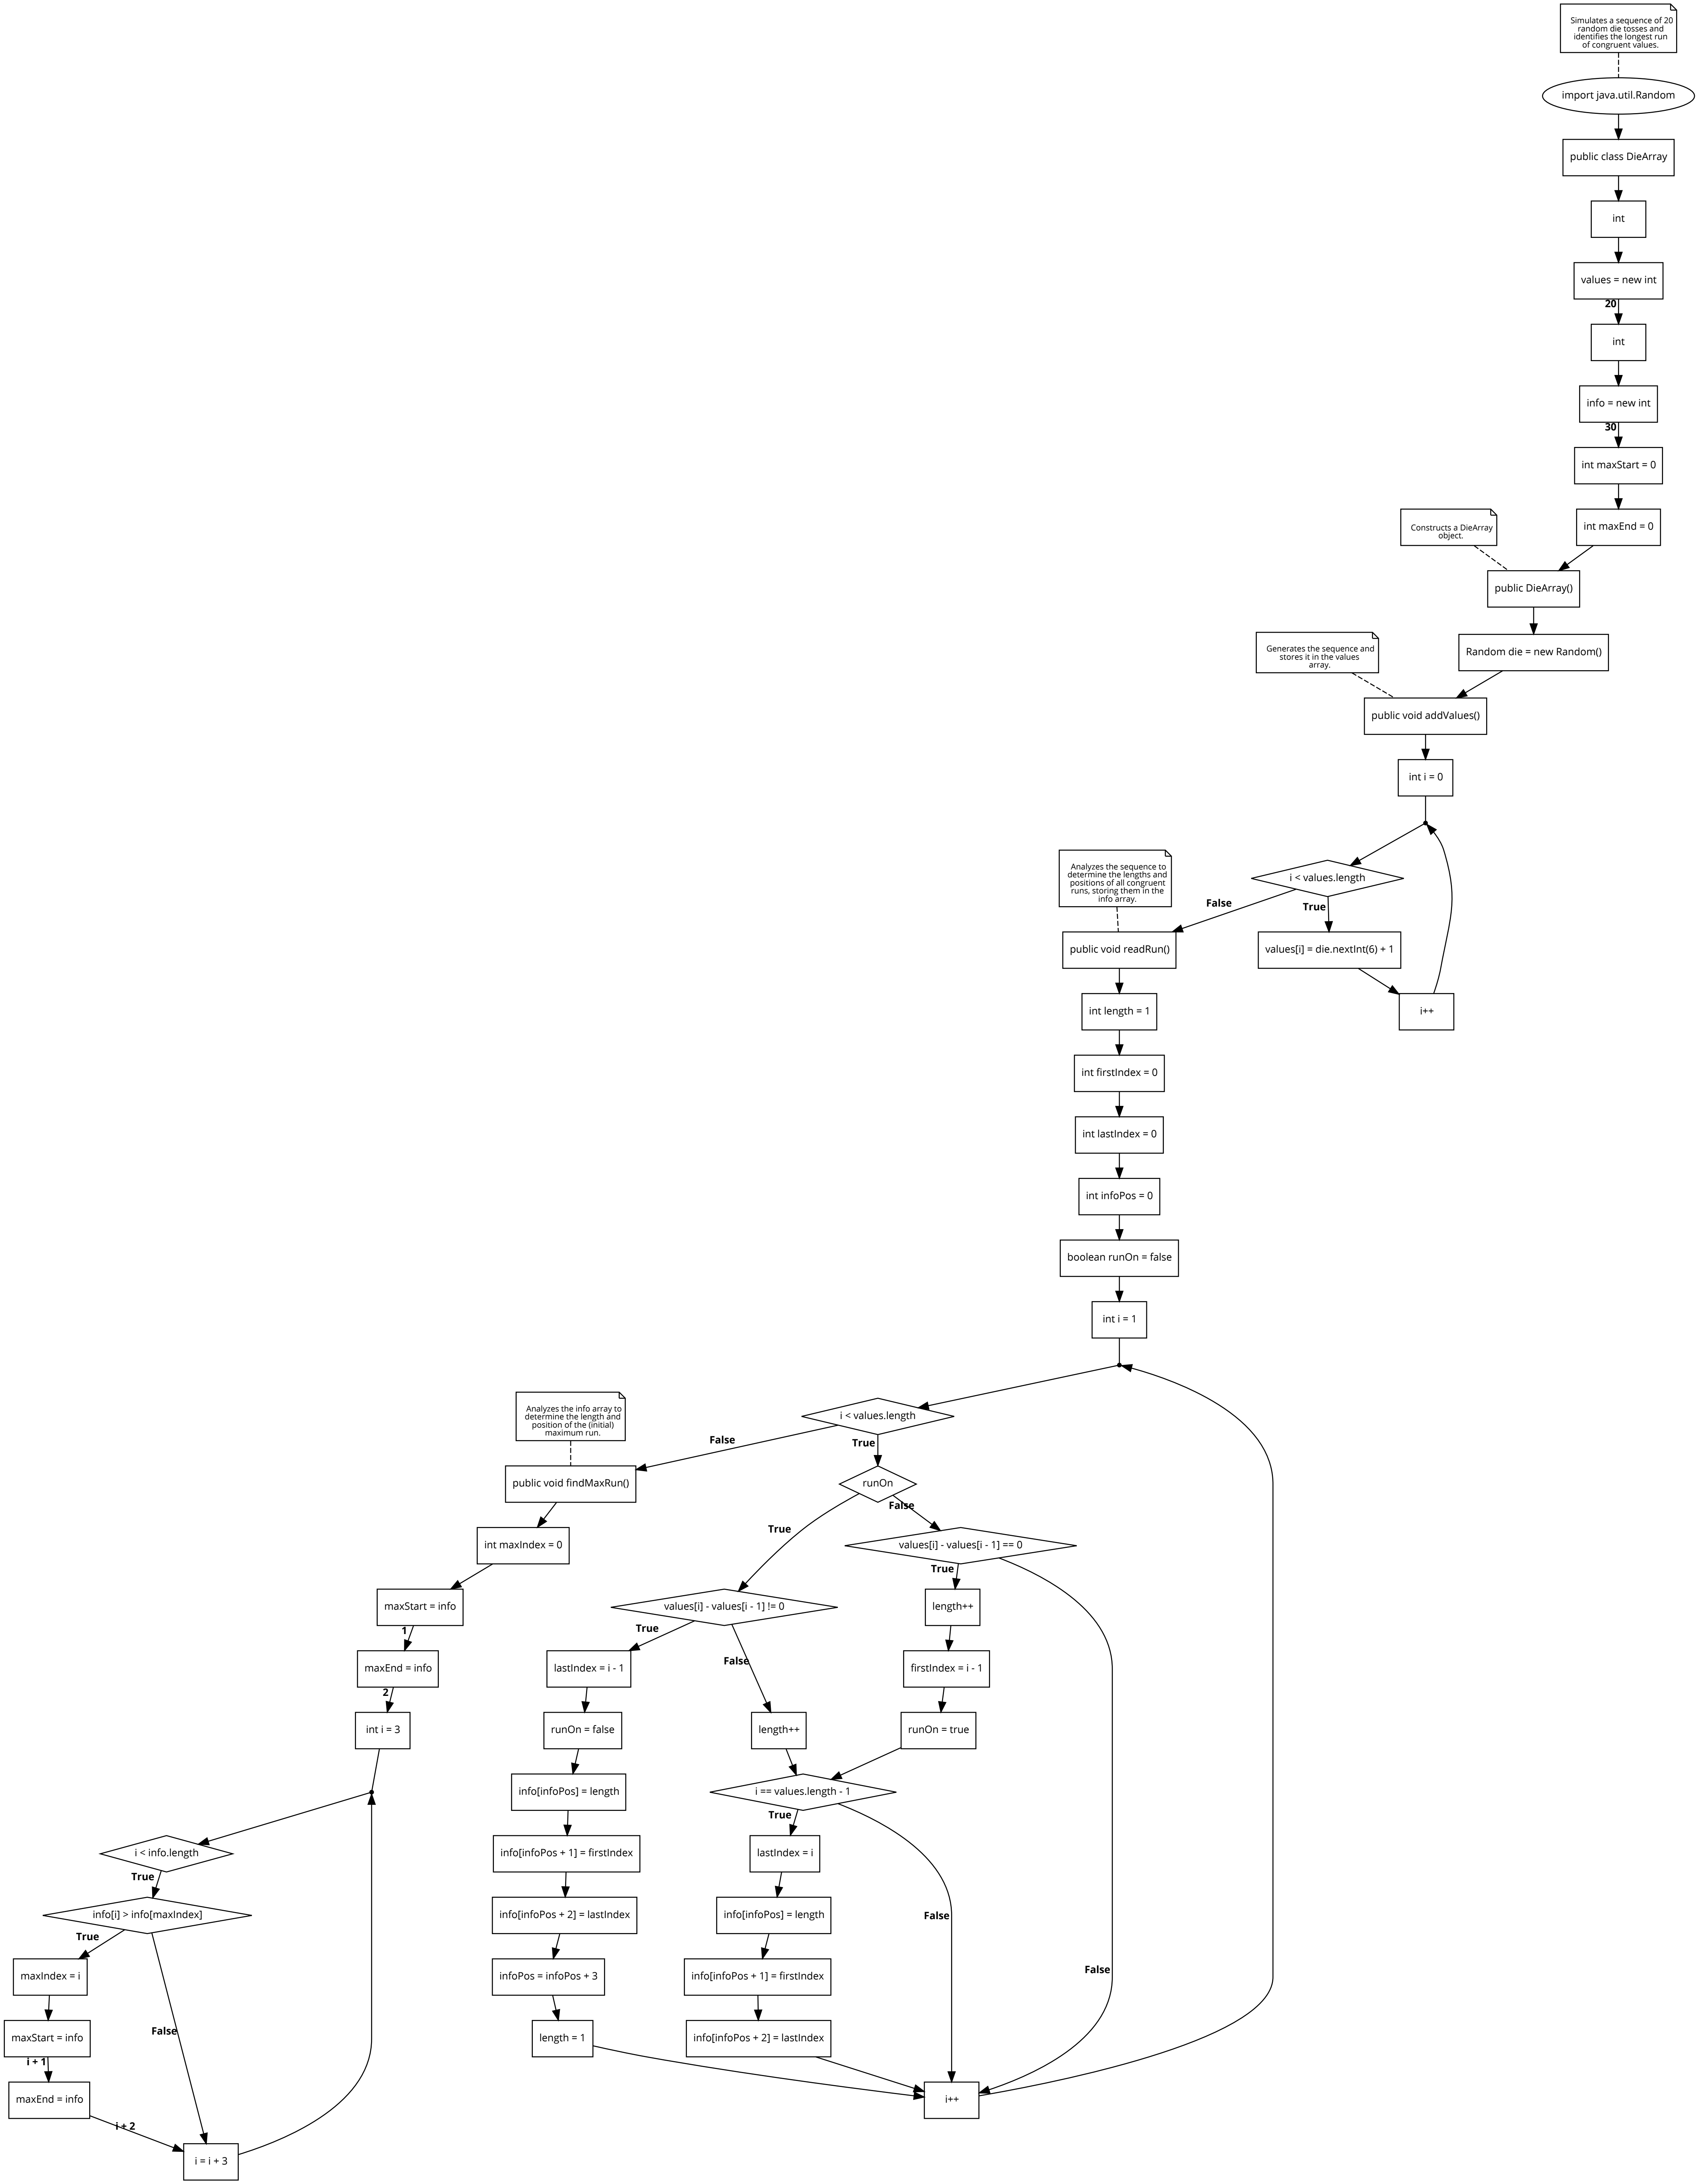 Simulates a sequence of 20
random die tosses and
identifies the longest run
of congruent values.
import java.util.Random
public class DieArray
int
values = new int
20
int
info = new int
30
int maxStart = 0
int maxEnd = 0
Constructs a DieArray
object.
public DieArray()
Random die = new Random()
Generates the sequence and
stores it in the values
array.
public void addValues()
int i = 0
i < values.length
False
True
values[i] = die.nextInt(6) + 1
i++
Analyzes the sequence to
determine the lengths and
positions of all congruent
runs, storing them in the
info array.
public void readRun()
int length = 1
int firstIndex = 0
int lastIndex = 0
int infoPos = 0
boolean runOn = false
int i = 1
i < values.length
False
True
runOn
True
False
values[i] - values[i - 1] == 0
True
False
length++
firstIndex = i - 1
runOn = true
values[i] - values[i - 1] != 0
True
False
lastIndex = i - 1
runOn = false
info[infoPos] = length
info[infoPos + 1] = firstIndex
info[infoPos + 2] = lastIndex
infoPos = infoPos + 3
length = 1
length++
i == values.length - 1
True
False
lastIndex = i
info[infoPos] = length
info[infoPos + 1] = firstIndex
info[infoPos + 2] = lastIndex
i++
Analyzes the info array to
determine the length and
position of the (initial)
maximum run.
public void findMaxRun()
int maxIndex = 0
maxStart = info
1
maxEnd = info
2
int i = 3
i < info.length
True
info[i] > info[maxIndex]
True
False
maxIndex = i
maxStart = info
i + 1
maxEnd = info
i + 2
i = i + 3